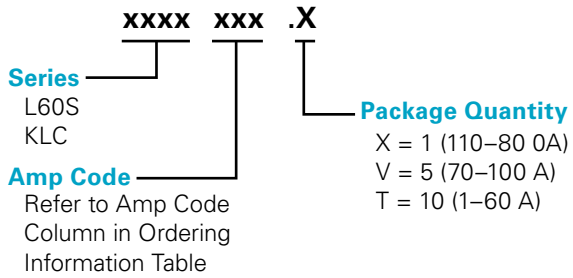 xxxx xxx .X
Series
L60S
KLC
Amp Code
Refer to Amp Code
Column in Ordering
Information Table
Package Quantity
X = 1 (110–80 0A)
V = 5 (70–100 A)
T = 10 (1–60 A)